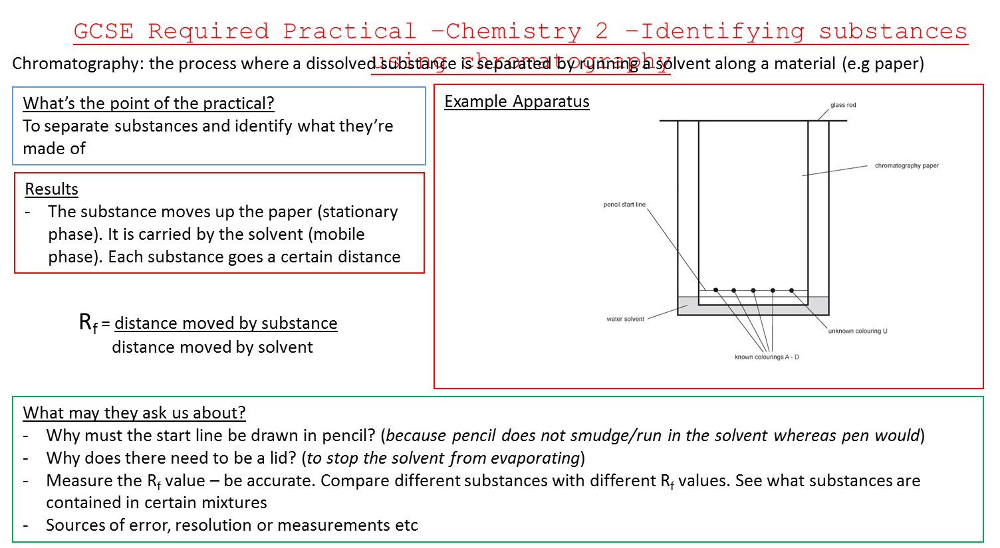 GCSE Required Practical –Chemistry 2 –Identifying substances
using chromatography
Chromatography: the process where a dissolved substance is separated by running a solvent along a material (e.g paper)
What’s the point of the practical?
To separate substances and identify what they’re
made of
Results
- The substance moves up the paper (stationary
phase). It is carried by the solvent (mobile
phase). Each substance goes a certain distance
Rf = distance moved by substance
distance moved by solvent
Example Apparatus
glass rod
chromatography paper
pencil start line
water solvent
unknown colouring U
known colourings A - D
What may they ask us about?
- Why must the start line be drawn in pencil? (because pencil does not smudge/run in the solvent whereas pen would)
- Why does there need to be a lid? (to stop the solvent from evaporating)
- Measure the Rf value – be accurate. Compare different substances with different Rf values. See what substances are
contained in certain mixtures
- Sources of error, resolution or measurements etc